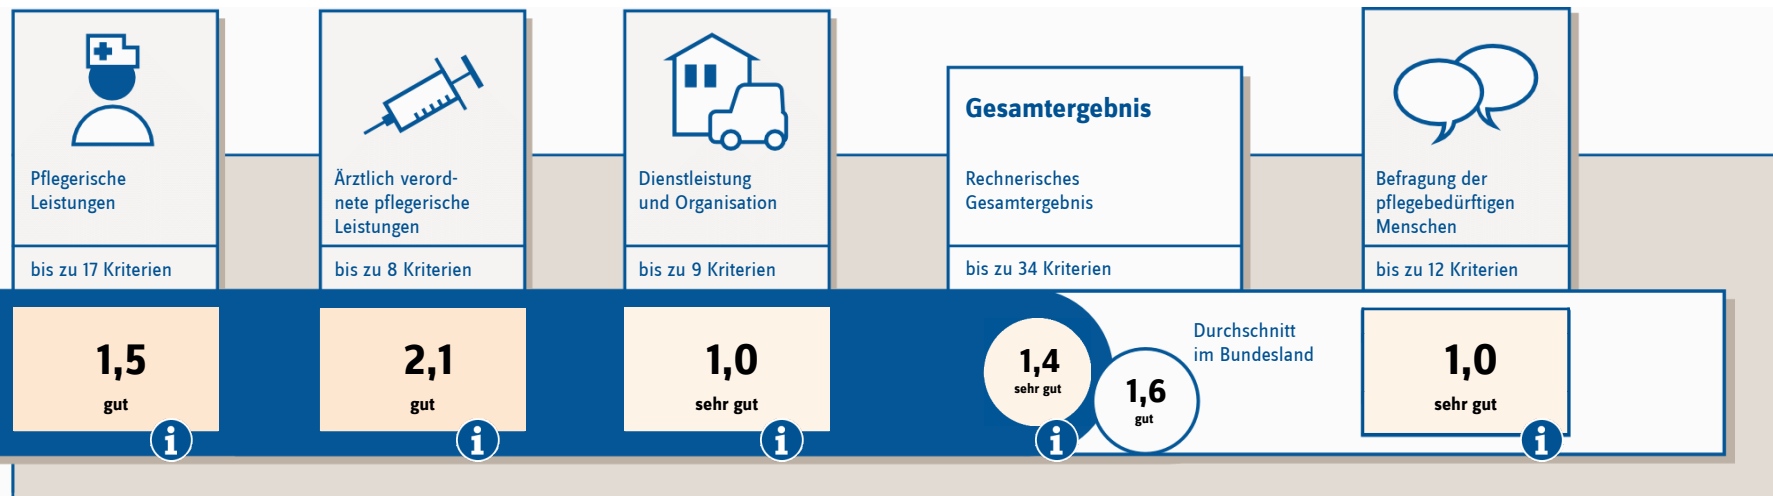 Pflegerische
Leistungen
bis zu 17 Kriterien
1,5
gut
i
Ärztlich verord-
nete pflegerische
Leistungen
bis zu 8 Kriterien
2,1
gut
i
Dienstleistung
und Organisation
bis zu 9 Kriterien
1,0
sehr gut
i
Gesamtergebnis
Rechnerisches
Gesamtergebnis
bis zu 34 Kriterien
1,4
sehr gut
i
1,6
gut
Durchschnitt
im Bundesland
Befragung der
pflegebedürftigen
Menschen
bis zu 12 Kriterien
1,0
sehr gut
i